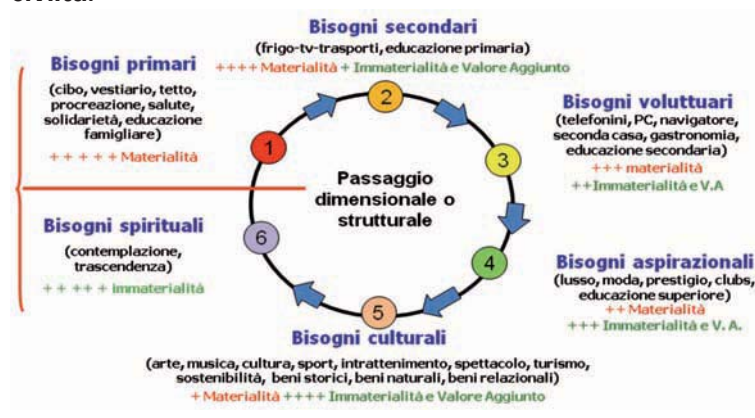 Bisogni secondari
(frigo-tv-trasporti, educazione primaria)
++++ Materialità + Immaterialità e Valore Aggiunto
Bisogni primari
(cibo, vestiario, tetto,
procreazione, salute,
solidarietà, educazione
famigliare)
+ + + + + Materialità
2
Bisogni voluttuari
(telefonini, PC, navigatore,
seconda casa, gastronomia,
educazione secondaria)
+++ materialità
++Immaterialità e V.A
1
3
Passaggio
dimensionale o
strutturale
Bisogni spirituali
(contemplazione,
trascendenza)
+ + + + + immaterialità
6
4
Bisogni aspirazionali
(lusso, moda, prestigio, clubs,
educazione superiore)
++ Materialità
+++ Immaterialità e V. A.
5
Bisogni culturali
(arte, musica, cultura, sport, intrattenimento, spettacolo, turismo,
sostenibilità, beni storici, beni naturali, beni relazionali)
+ Materialità ++++ Immaterialità e Valore Aggiunto